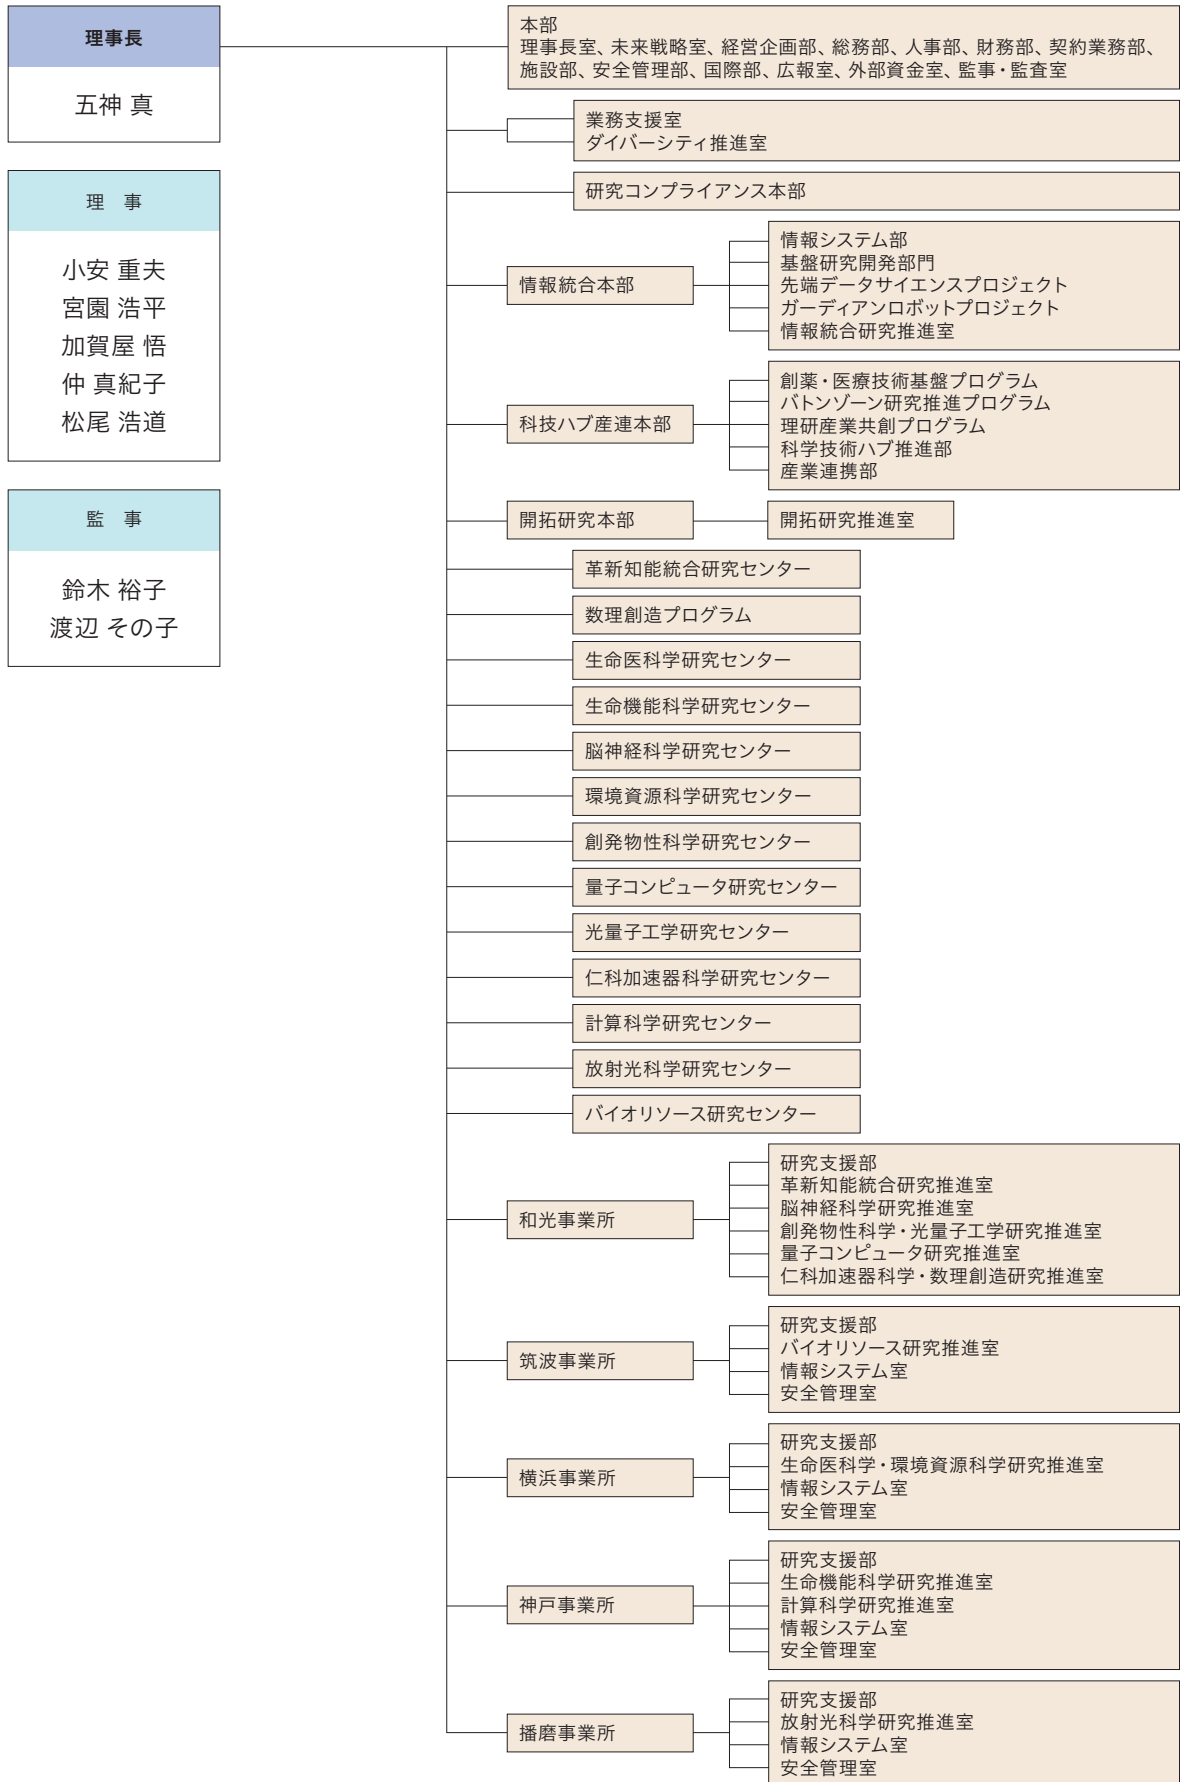 理事長
五神 真
理　事
小安 重夫
宮園 浩平
加賀屋 悟
仲 真紀子
松尾 浩道
監　事
鈴木 裕子
渡辺 その子
本部
理事長室、未来戦略室、経営企画部、総務部、人事部、財務部、契約業務部、
施設部、安全管理部、国際部、広報室、外部資金室、監事・監査室
業務支援室
ダイバーシティ推進室
研究コンプライアンス本部
情報統合本部
情報システム部
基盤研究開発部門
先端データサイエンスプロジェクト
ガーディアンロボットプロジェクト
情報統合研究推進室
科技ハブ産連本部
創薬・医療技術基盤プログラム
バトンゾーン研究推進プログラム
理研産業共創プログラム
科学技術ハブ推進部
産業連携部
開拓研究本部
開拓研究推進室
革新知能統合研究センター
数理創造プログラム
生命医科学研究センター
生命機能科学研究センター
脳神経科学研究センター
環境資源科学研究センター
創発物性科学研究センター
量子コンピュータ研究センター
光量子工学研究センター
仁科加速器科学研究センター
計算科学研究センター
放射光科学研究センター
バイオリソース研究センター
和光事業所
研究支援部
革新知能統合研究推進室
脳神経科学研究推進室
創発物性科学・光量子工学研究推進室
量子コンピュータ研究推進室
仁科加速器科学・数理創造研究推進室
筑波事業所
研究支援部
バイオリソース研究推進室
情報システム室
安全管理室
横浜事業所
研究支援部
生命医科学・環境資源科学研究推進室
情報システム室
安全管理室
神戸事業所
研究支援部
生命機能科学研究推進室
計算科学研究推進室
情報システム室
安全管理室
播磨事業所
研究支援部
放射光科学研究推進室
情報システム室
安全管理室